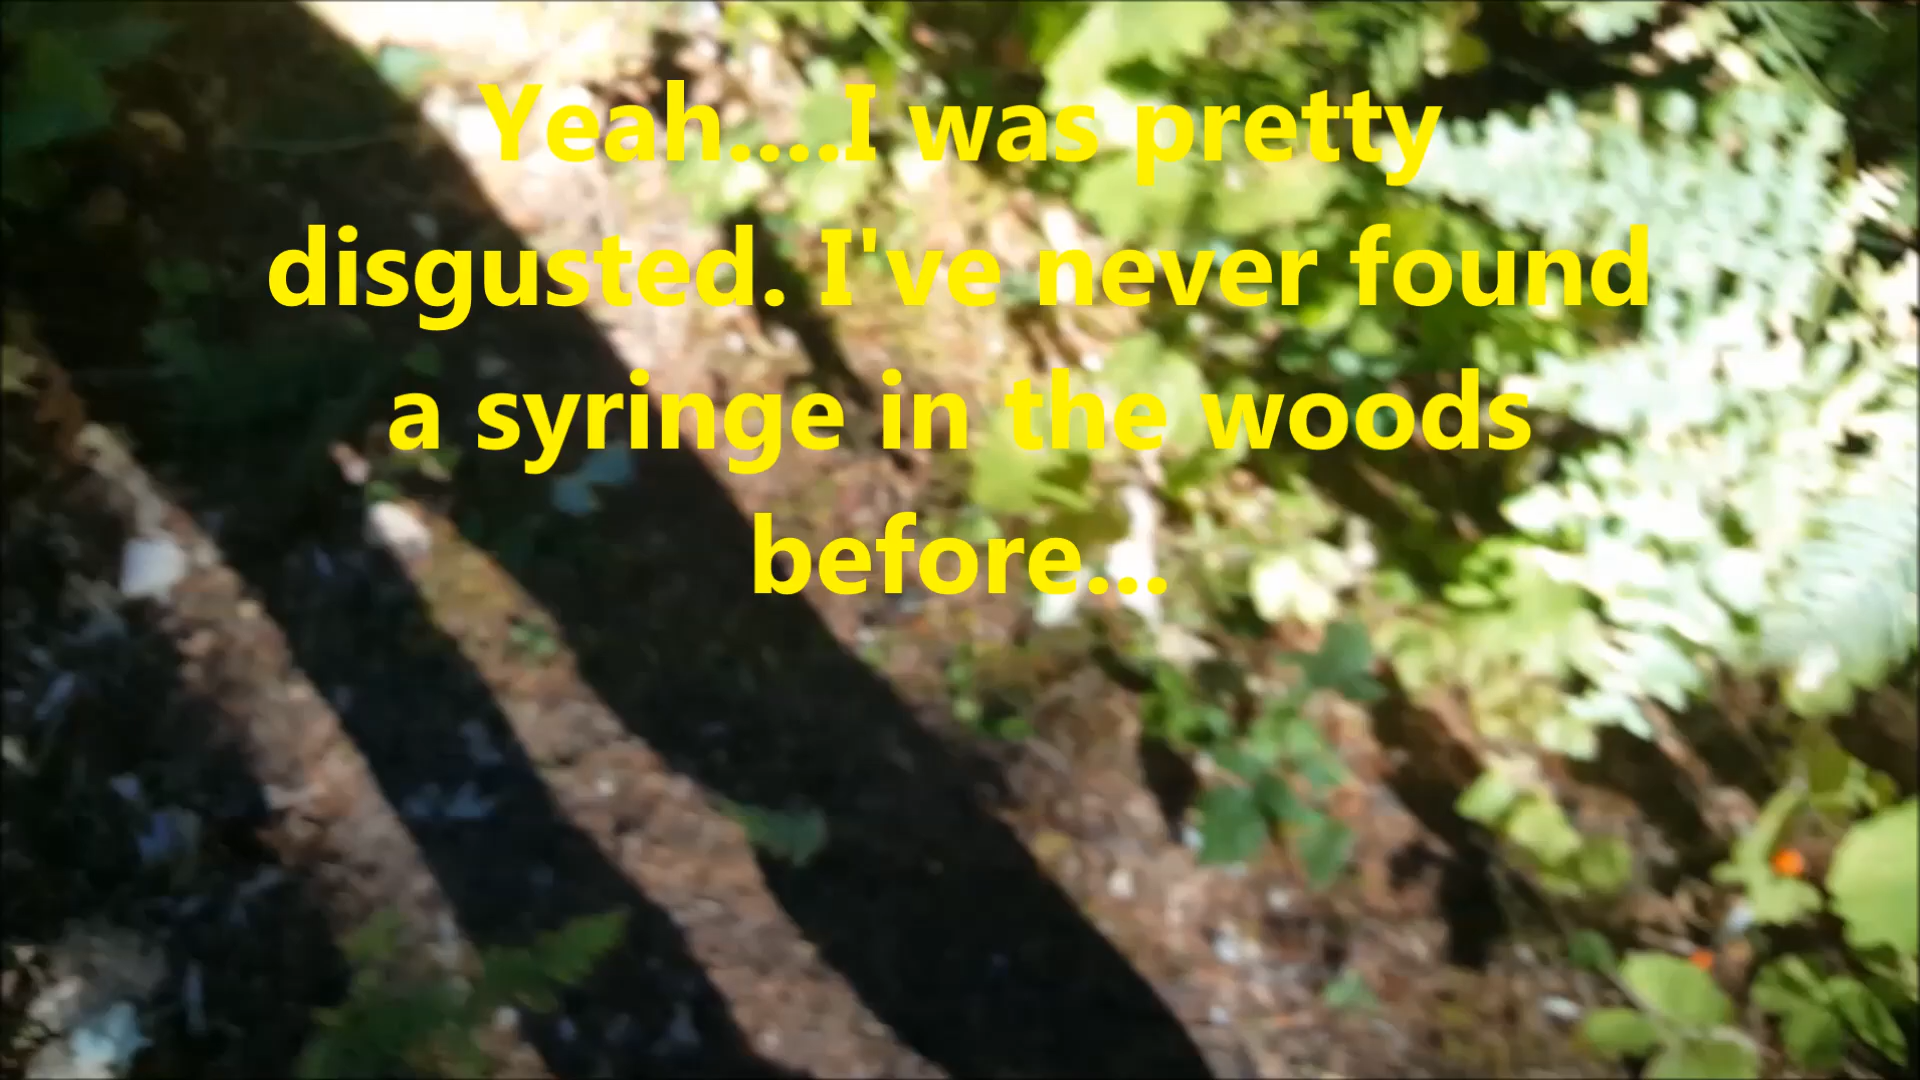 Yeah....I was pretty
disgusted. I've never found
a syringe in the woods
before...